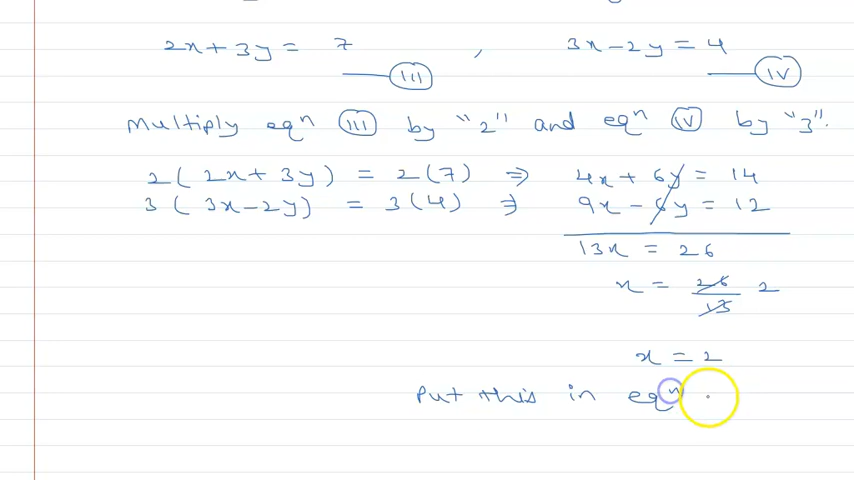 2x + 3y = 7 , 3x - 2y = 4
III IV
Multiply eqn III by "2" and eqn IV by "3".
2 ( 2x + 3y ) = 2 (7) ⇒ 4x + 6y = 14
3 ( 3x - 2y ) = 3 (4) ⇒ 9x - 6y = 12
13x = 26
x = 26/13 2
x = 2
Put this in eqn